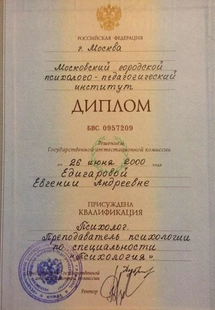 РОССИЙСКАЯ ФЕДЕРАЦИЯ
г. Москва
Московский городской
психолого-педагогический
институт
ДИПЛОМ
БВС 0957209
Решением
Государственной аттестационной комиссии
от 26 июня 2000 года
Едигаровой
Евгении Андреевне
ПРИСУЖДЕНА
КВАЛИФИКАЦИЯ
Психолог.
Преподаватель психологии
по специальности
«Психология»
Ректор